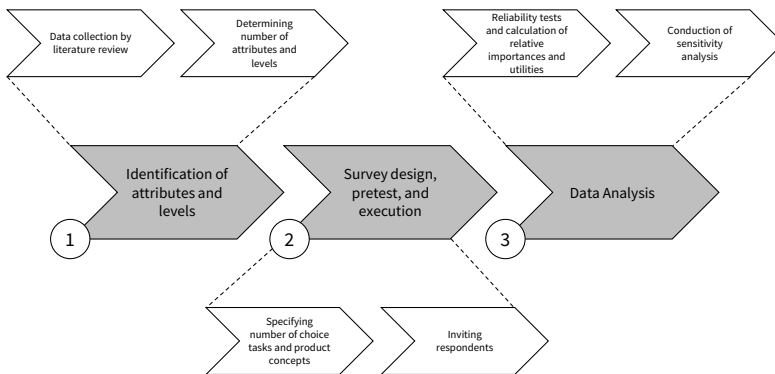 Data collection by
literature review
Determining
number of
attributes and
levels
Reliability tests
and calculation of
relative
importances and
utilities
Conduction of
sensitivity
analysis
Identification of
attributes and
levels
1
Survey design,
pretest, and
execution
2
Data Analysis
3
Specifying
number of choice
tasks and product
concepts
Inviting
respondents